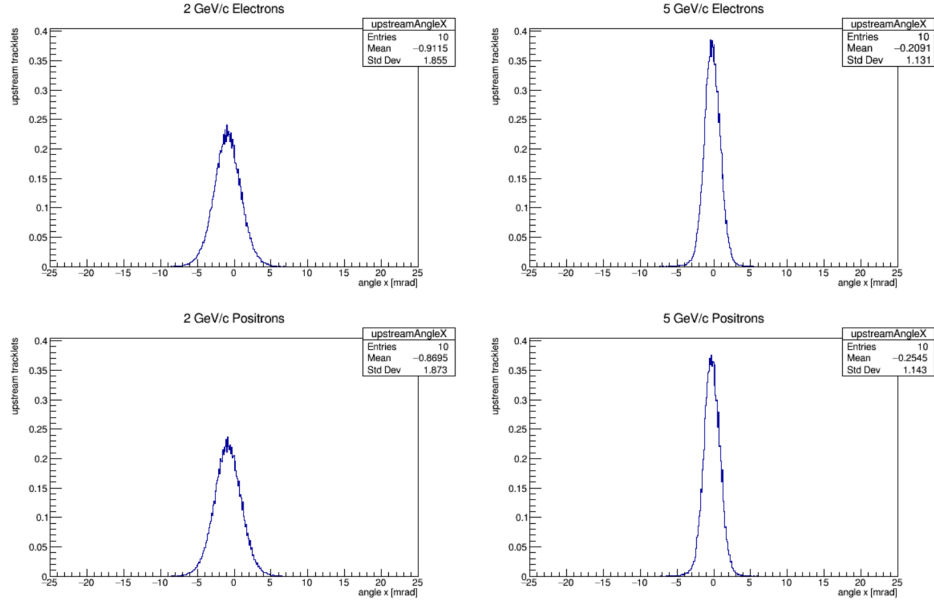 2 GeV/c Electrons
upstreamAngleX
Entries 10
Mean −0.9115
Std Dev 1.855
upstream tracklets
0.4
0.35
0.3
0.25
0.2
0.15
0.1
0.05
0
−25 −20 −15 −10 −5 0 5 10 15 20 25
angle x [mrad]
5 GeV/c Electrons
upstreamAngleX
Entries 10
Mean −0.2091
Std Dev 1.131
upstream tracklets
0.4
0.35
0.3
0.25
0.2
0.15
0.1
0.05
0
−25 −20 −15 −10 −5 0 5 10 15 20 25
angle x [mrad]
2 GeV/c Positrons
upstreamAngleX
Entries 10
Mean −0.8695
Std Dev 1.873
upstream tracklets
0.4
0.35
0.3
0.25
0.2
0.15
0.1
0.05
0
−25 −20 −15 −10 −5 0 5 10 15 20 25
angle x [mrad]
5 GeV/c Positrons
upstreamAngleX
Entries 10
Mean −0.2545
Std Dev 1.143
upstream tracklets
0.4
0.35
0.3
0.25
0.2
0.15
0.1
0.05
0
−25 −20 −15 −10 −5 0 5 10 15 20 25
angle x [mrad]